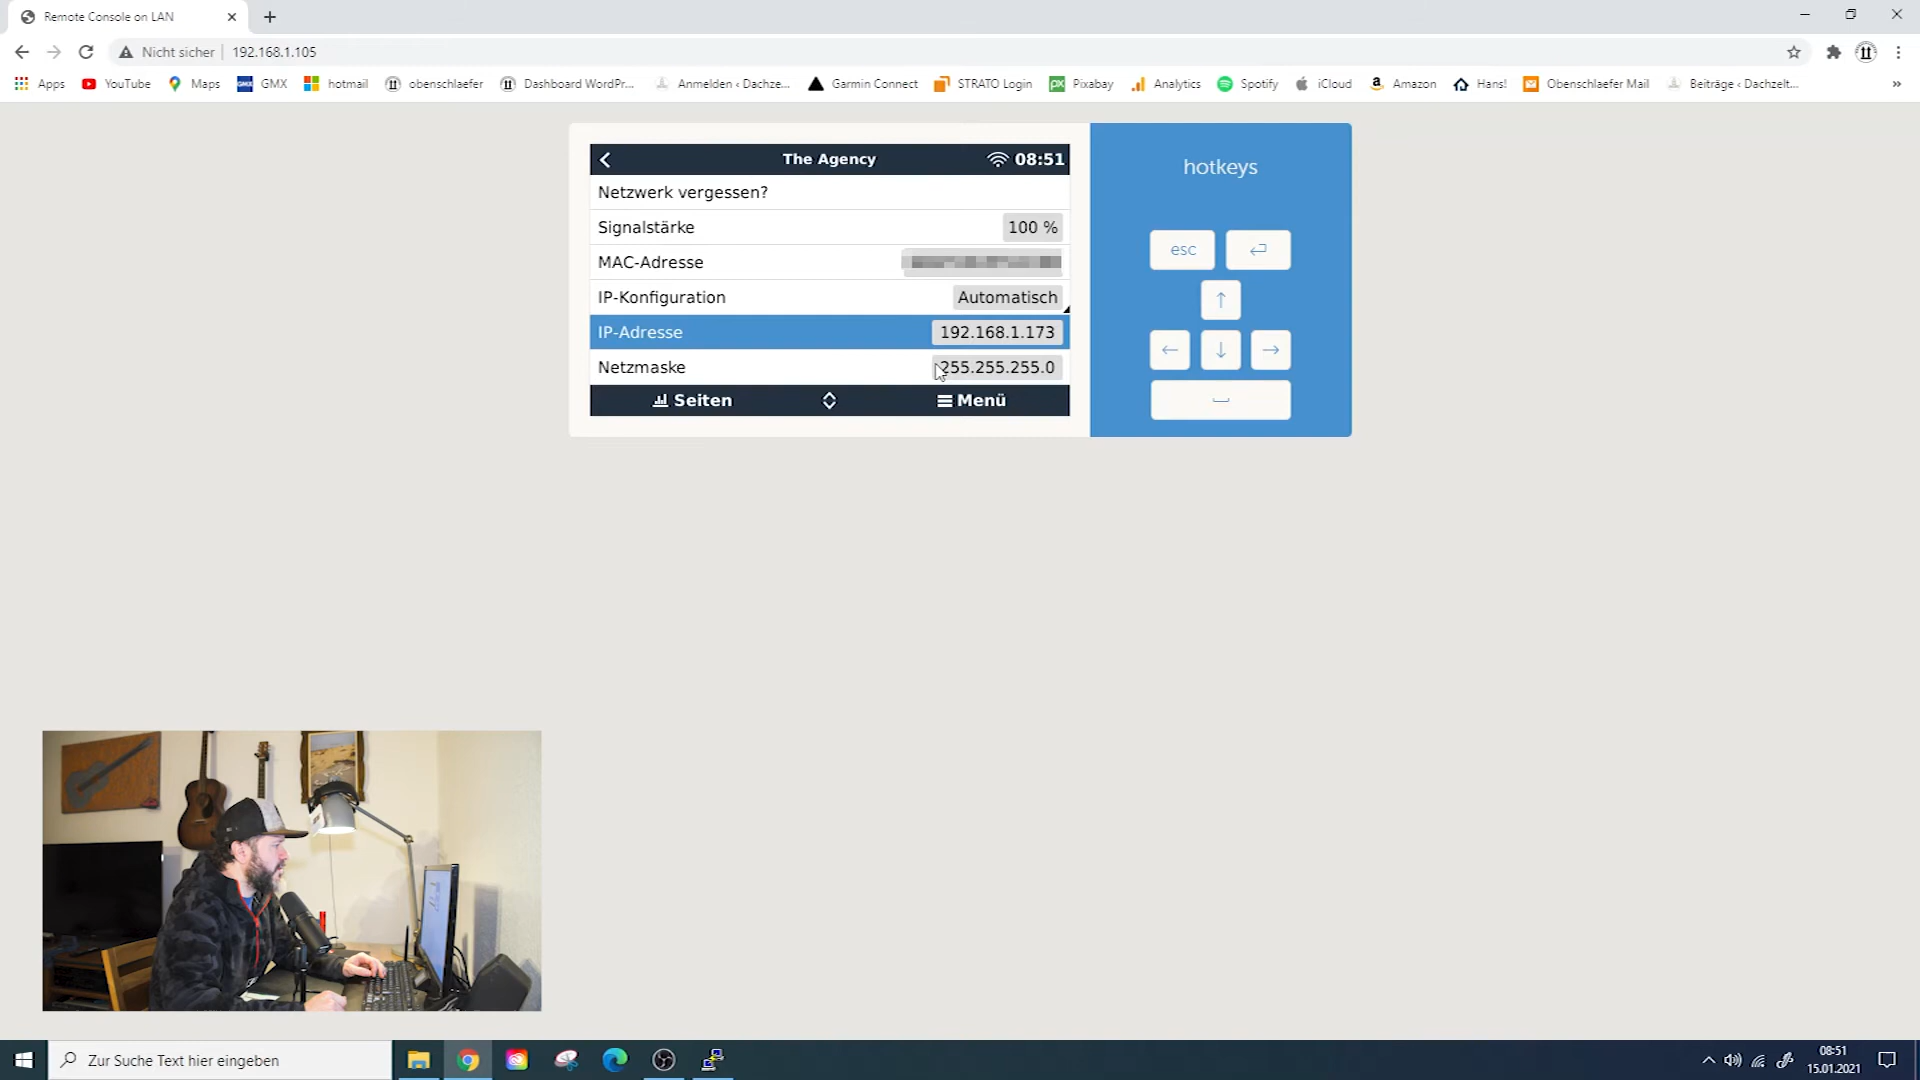 Remote Console on LAN
Nicht sicher 192.168.1.105
Apps YouTube Maps GMX hotmail obenschlaefer Dashboard WordPr... Anmelden ‹ Dachze... Garmin Connect STRATO Login px Pixabay Analytics Spotify iCloud Amazon Hans! Obenschlaefer Mail Beiträge ‹ Dachzelt... »
The Agency 08:51
Netzwerk vergessen?
Signalstärke 100 %
MAC-Adresse
IP-Konfiguration Automatisch
IP-Adresse 192.168.1.173
Netzmaske 255.255.255.0
Seiten Menü
hotkeys
esc
Zur Suche Text hier eingeben
08:51
15.01.2021